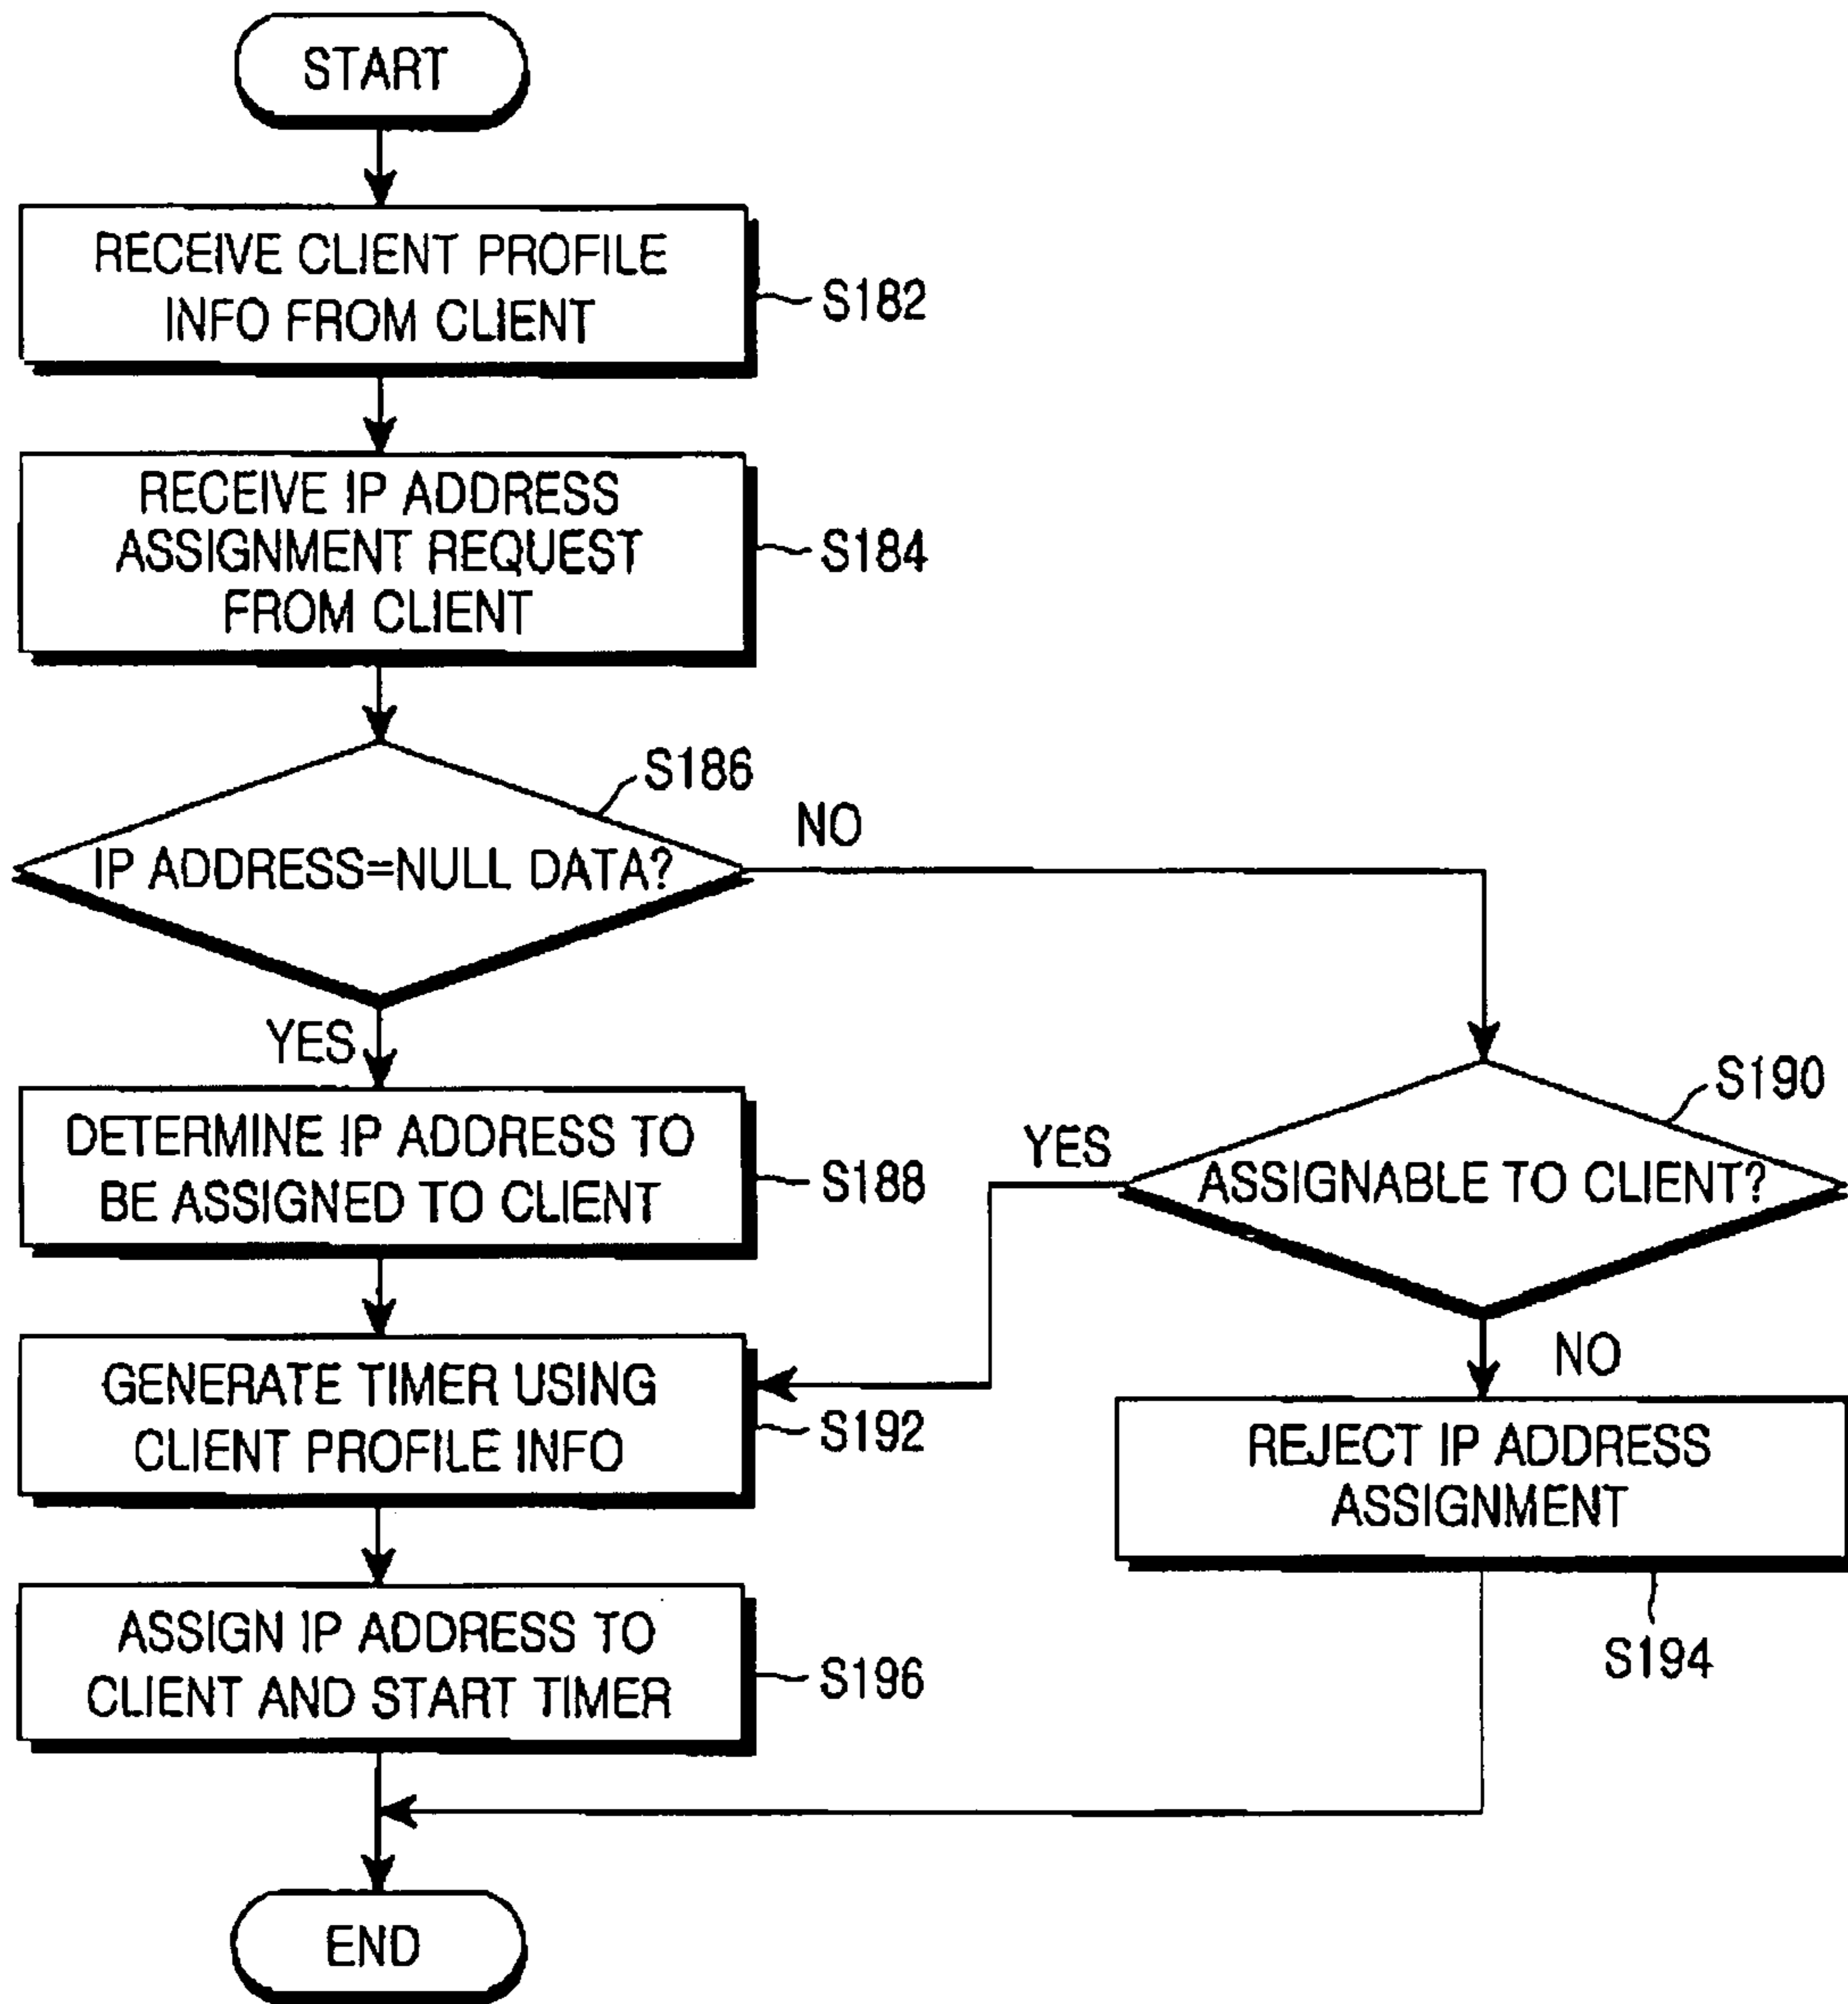 START
RECEIVE CLIENT PROFILE
INFO FROM CLIENT
S182
RECEIVE IP ADDRESS
ASSIGNMENT REQUEST
FROM CLIENT
S184
S186
IP ADDRESS=NULL DATA?
NO
YES
DETERMINE IP ADDRESS TO
BE ASSIGNED TO CLIENT
S188
S190
ASSIGNABLE TO CLIENT?
YES
NO
GENERATE TIMER USING
CLIENT PROFILE INFO
S192
REJECT IP ADDRESS
ASSIGNMENT
S194
ASSIGN IP ADDRESS TO
CLIENT AND START TIMER
S196
END